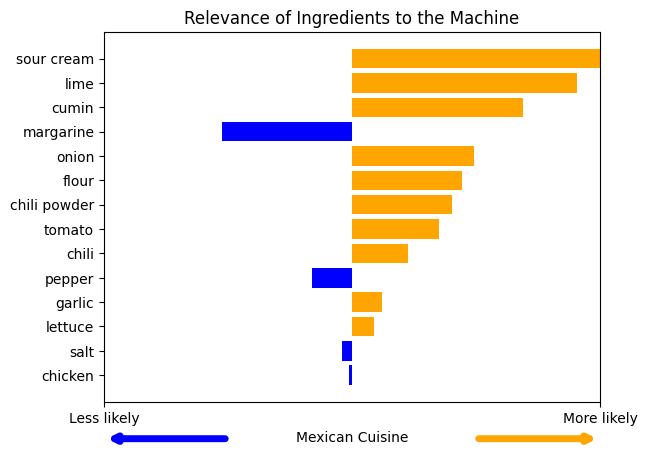 Relevance of Ingredients to the Machine
sour cream
lime
cumin
margarine
onion
flour
chili powder
tomato
chili
pepper
garlic
lettuce
salt
chicken
Less likely
More likely
Mexican Cuisine